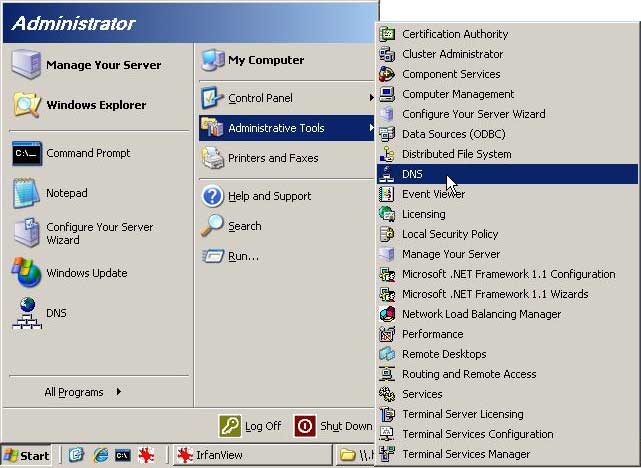 Administrator
Manage Your Server
Windows Explorer
Command Prompt
Notepad
Configure Your Server
Wizard
Windows Update
DNS
All Programs
My Computer
Control Panel
Administrative Tools
Printers and Faxes
Help and Support
Search
Run...
Certification Authority
Cluster Administrator
Component Services
Computer Management
Configure Your Server Wizard
Data Sources (ODBC)
Distributed File System
DNS
Event Viewer
Licensing
Local Security Policy
Manage Your Server
Microsoft .NET Framework 1.1 Configuration
Microsoft .NET Framework 1.1 Wizards
Network Load Balancing Manager
Performance
Remote Desktops
Routing and Remote Access
Services
Terminal Server Licensing
Terminal Services Configuration
Terminal Services Manager
Log Off
Shut Down
Start
IrfanView